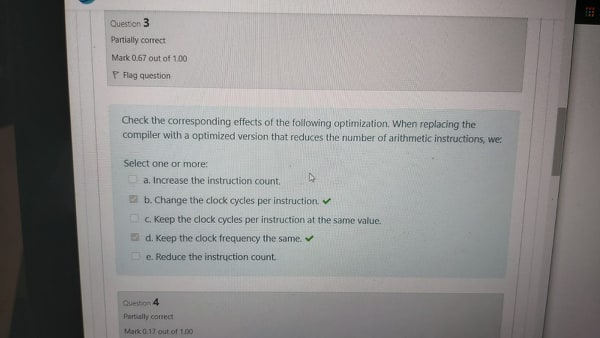 Question 3
Partially correct
Mark 0.67 out of 1.00
Flag question
Check the corresponding effects of the following optimization. When replacing the
compiler with a optimized version that reduces the number of arithmetic instructions, we:
Select one or more:
a. Increase the instruction count.
b. Change the clock cycles per instruction.
c. Keep the clock cycles per instruction at the same value.
d. Keep the clock frequency the same.
e. Reduce the instruction count.
Question 4
Partially correct
Mark 0.17 out of 1.00